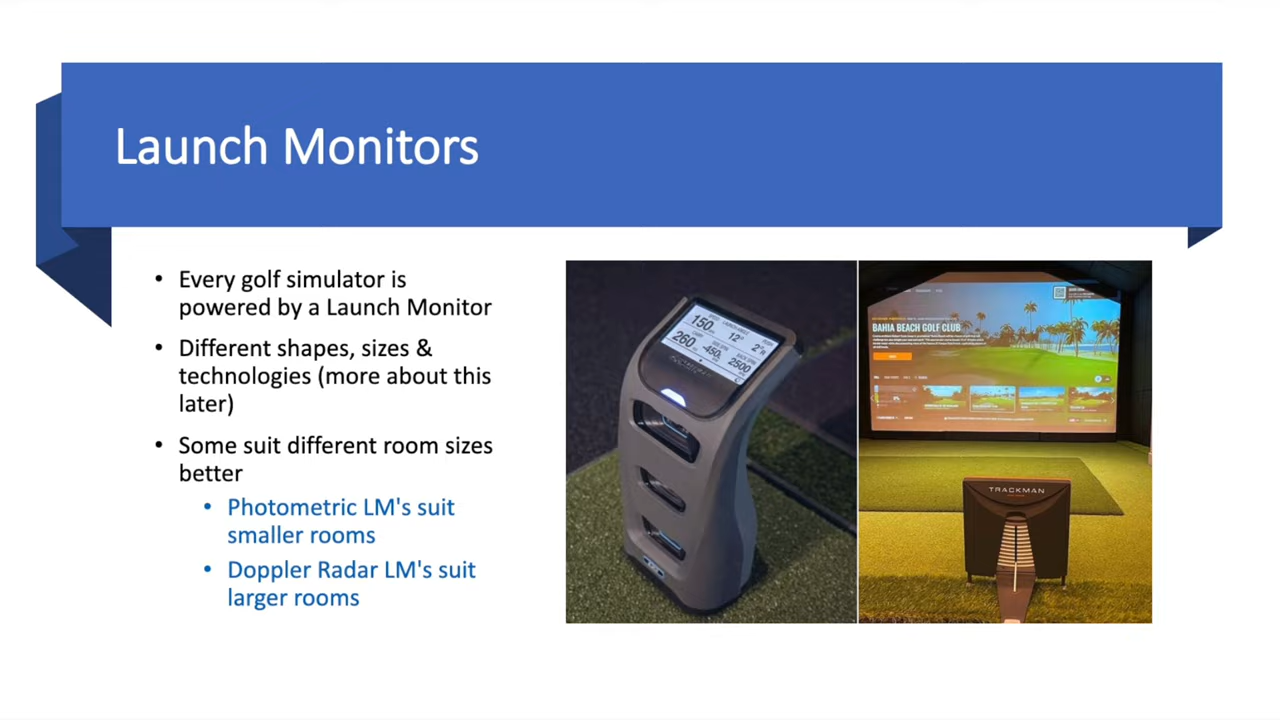 Launch Monitors
• Every golf simulator is
powered by a Launch Monitor
• Different shapes, sizes &
technologies (more about this
later)
• Some suit different room sizes
better
• Photometric LM's suit
smaller rooms
• Doppler Radar LM's suit
larger rooms
150
12°
2°R
260
-450
2500
BAHIA BEACH GOLF CLUB
TRACKMAN